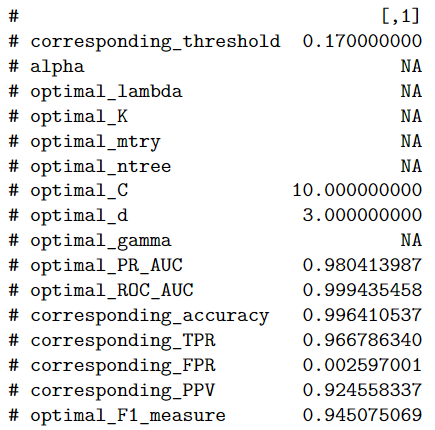 # [,1]
# corresponding_threshold 0.170000000
# alpha NA
# optimal_lambda NA
# optimal_K NA
# optimal_mtry NA
# optimal_ntree NA
# optimal_C 10.000000000
# optimal_d 3.000000000
# optimal_gamma NA
# optimal_PR_AUC 0.980413987
# optimal_ROC_AUC 0.999435458
# corresponding_accuracy 0.996410537
# corresponding_TPR 0.966786340
# corresponding_FPR 0.002597001
# corresponding_PPV 0.924558337
# optimal_F1_measure 0.945075069